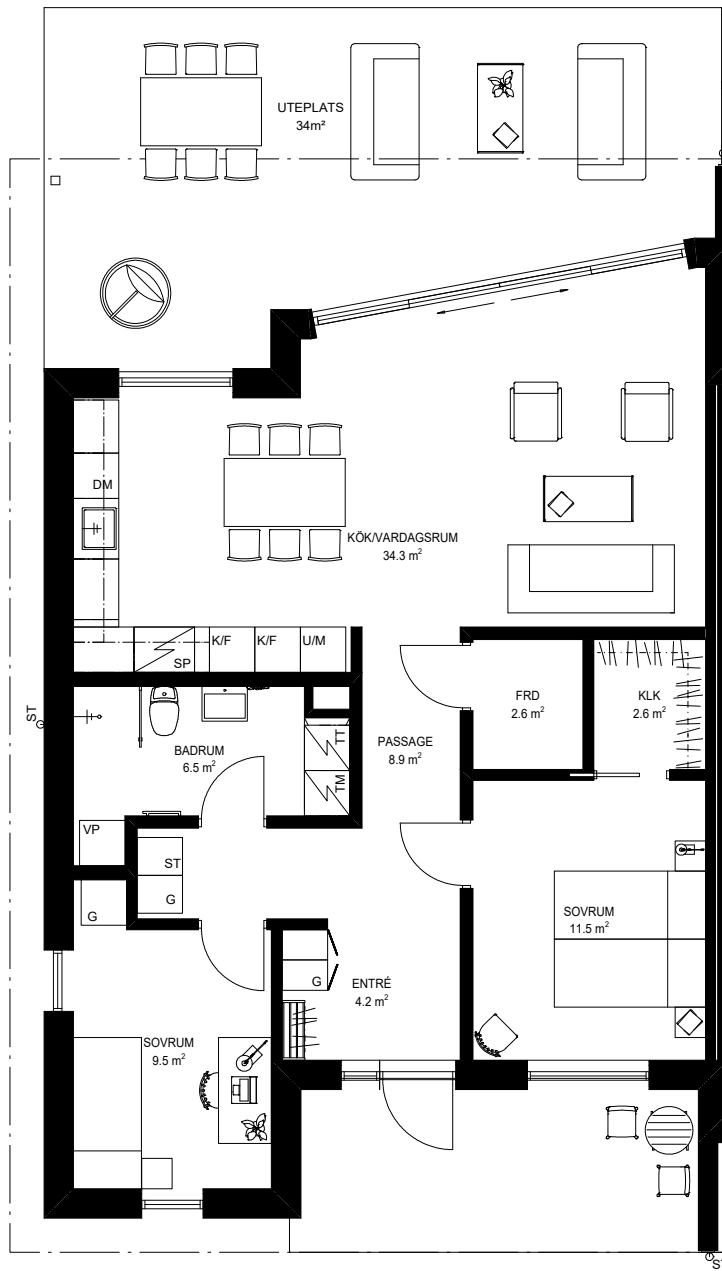 UTEPLATS
34m²
DM
KÖK/VARDAGSRUM
34.3 m²
K/F
K/F
U/M
SP
ST
FRD
2.6 m²
KLK
2.6 m²
BADRUM
6.5 m²
TT
PASSAGE
8.9 m²
TM
VP
ST
G
G
SOVRUM
11.5 m²
G
ENTRÉ
4.2 m²
SOVRUM
9.5 m²